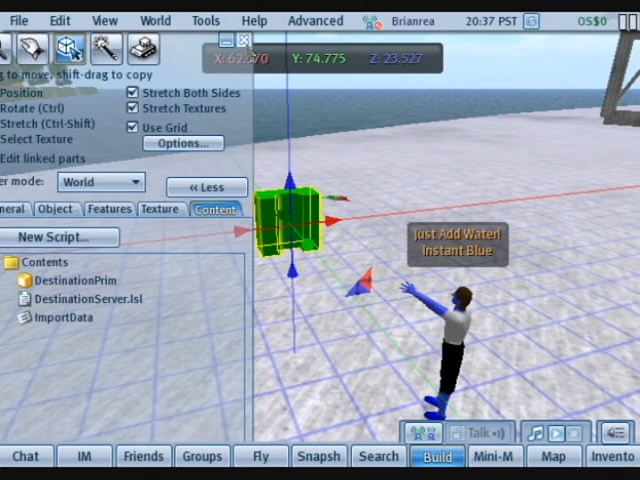 File Edit View World Tools Help Advanced Brianrea 20:37 PST OS$0
X: 62.570 Y: 74.775 Z: 23.527
g to move, shift-drag to copy
Position
Stretch Both Sides
Rotate (Ctrl)
Stretch Textures
Stretch (Ctrl-Shift)
Use Grid
Select Texture
Options...
Edit linked parts
er mode: World
<< Less
neral Object Features Texture Content
New Script...
Contents
DestinationPrim
DestinationServer.lsl
ImportData
Just Add Water!
Instant Blue
Talk
Chat IM Friends Groups Fly Snapsh Search Build Mini-M Map Invento